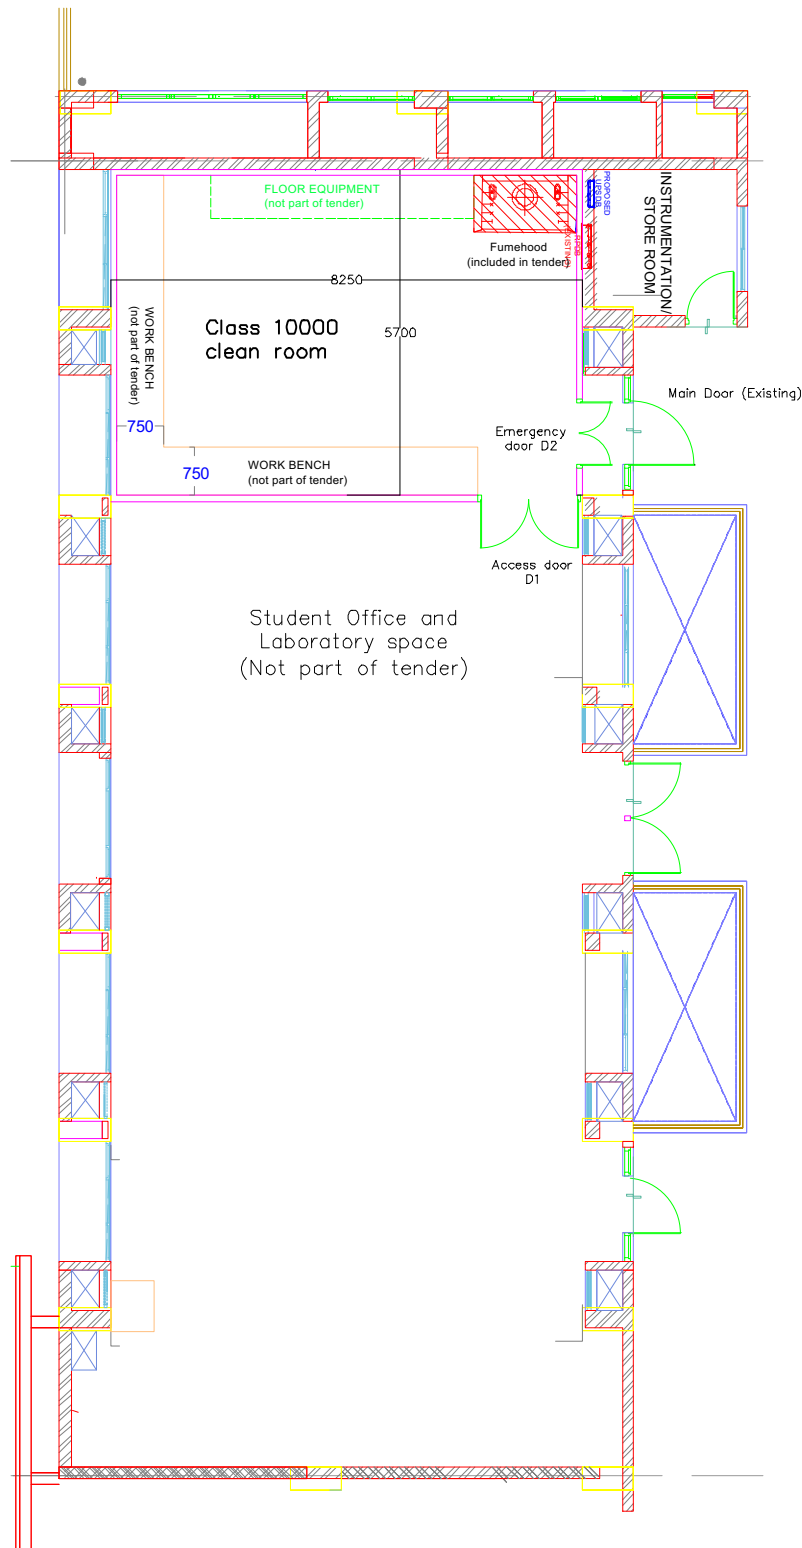 FLOOR EQUIPMENT
(not part of tender)
PROPOSED
UPSDB
INSTRUMENTATION/
STORE ROOM
Fumehood
(included in tender)
RPDB
(EXISTING)
8250
5700
Class 10000
clean room
WORK BENCH
(not part of tender)
Main Door (Existing)
750
Emergency
door D2
750
WORK BENCH
(not part of tender)
Access door
D1
Student Office and
Laboratory space
(Not part of tender)